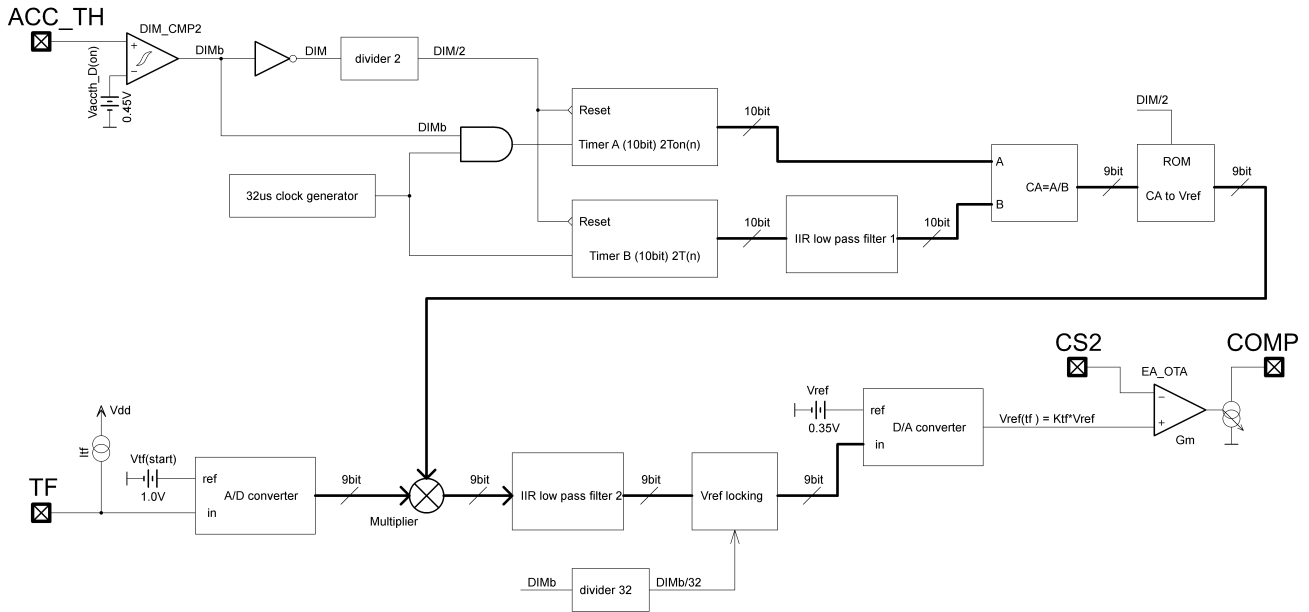 ACC_TH
DIM_CMP2
+
−
DIMb
DIM
divider 2
DIM/2
Vaccth_D(on)
0.45V
DIMb
Reset
Timer A (10bit) 2Ton(n)
10bit
32us clock generator
Reset
Timer B (10bit) 2T(n)
10bit
IIR low pass filter 1
10bit
A
B
CA=A/B
9bit
DIM/2
ROM
CA to Vref
9bit
CS2
COMP
EA_OTA
−
+
Gm
Vref
0.35V
ref
in
D/A converter
Vref(tf ) = Ktf*Vref
Vdd
Itf
Vtf(start)
1.0V
TF
ref
in
A/D converter
9bit
Multiplier
9bit
IIR low pass filter 2
9bit
Vref locking
9bit
DIMb
divider 32
DIMb/32